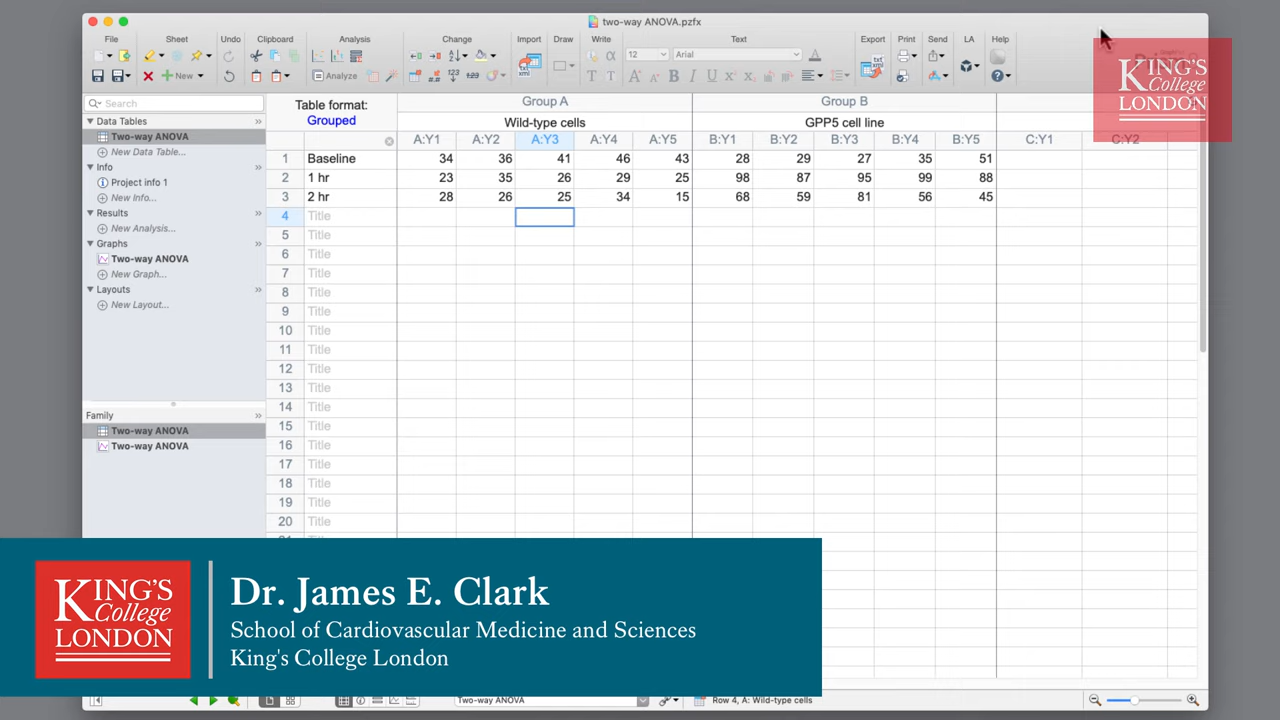 two-way ANOVA.pzfx
File Sheet Undo Clipboard Analysis Change Import Draw Write Text Export Print Send LA Help
12 Arial
New Analyze
KING'S
College
LONDON
Search
Data Tables
Two-way ANOVA
New Data Table...
Info
Project info 1
New Info...
Results
New Analysis...
Graphs
Two-way ANOVA
New Graph...
Layouts
New Layout...
Family
Two-way ANOVA
Two-way ANOVA
Table format:
Grouped
Group A Group B
Wild-type cells GPP5 cell line
A:Y1 A:Y2 A:Y3 A:Y4 A:Y5 B:Y1 B:Y2 B:Y3 B:Y4 B:Y5 C:Y1 C:Y2
1 Baseline 34 36 41 46 43 28 29 27 35 51
2 1 hr 23 35 26 29 25 98 87 95 99 88
3 2 hr 28 26 25 34 15 68 59 81 56 45
4 Title
5 Title
6 Title
7 Title
8 Title
9 Title
10 Title
11 Title
12 Title
13 Title
14 Title
15 Title
16 Title
17 Title
18 Title
19 Title
20 Title
KING'S
College
LONDON
Dr. James E. Clark
School of Cardiovascular Medicine and Sciences
King's College London
Two-way ANOVA Row 4, A: Wild-type cells